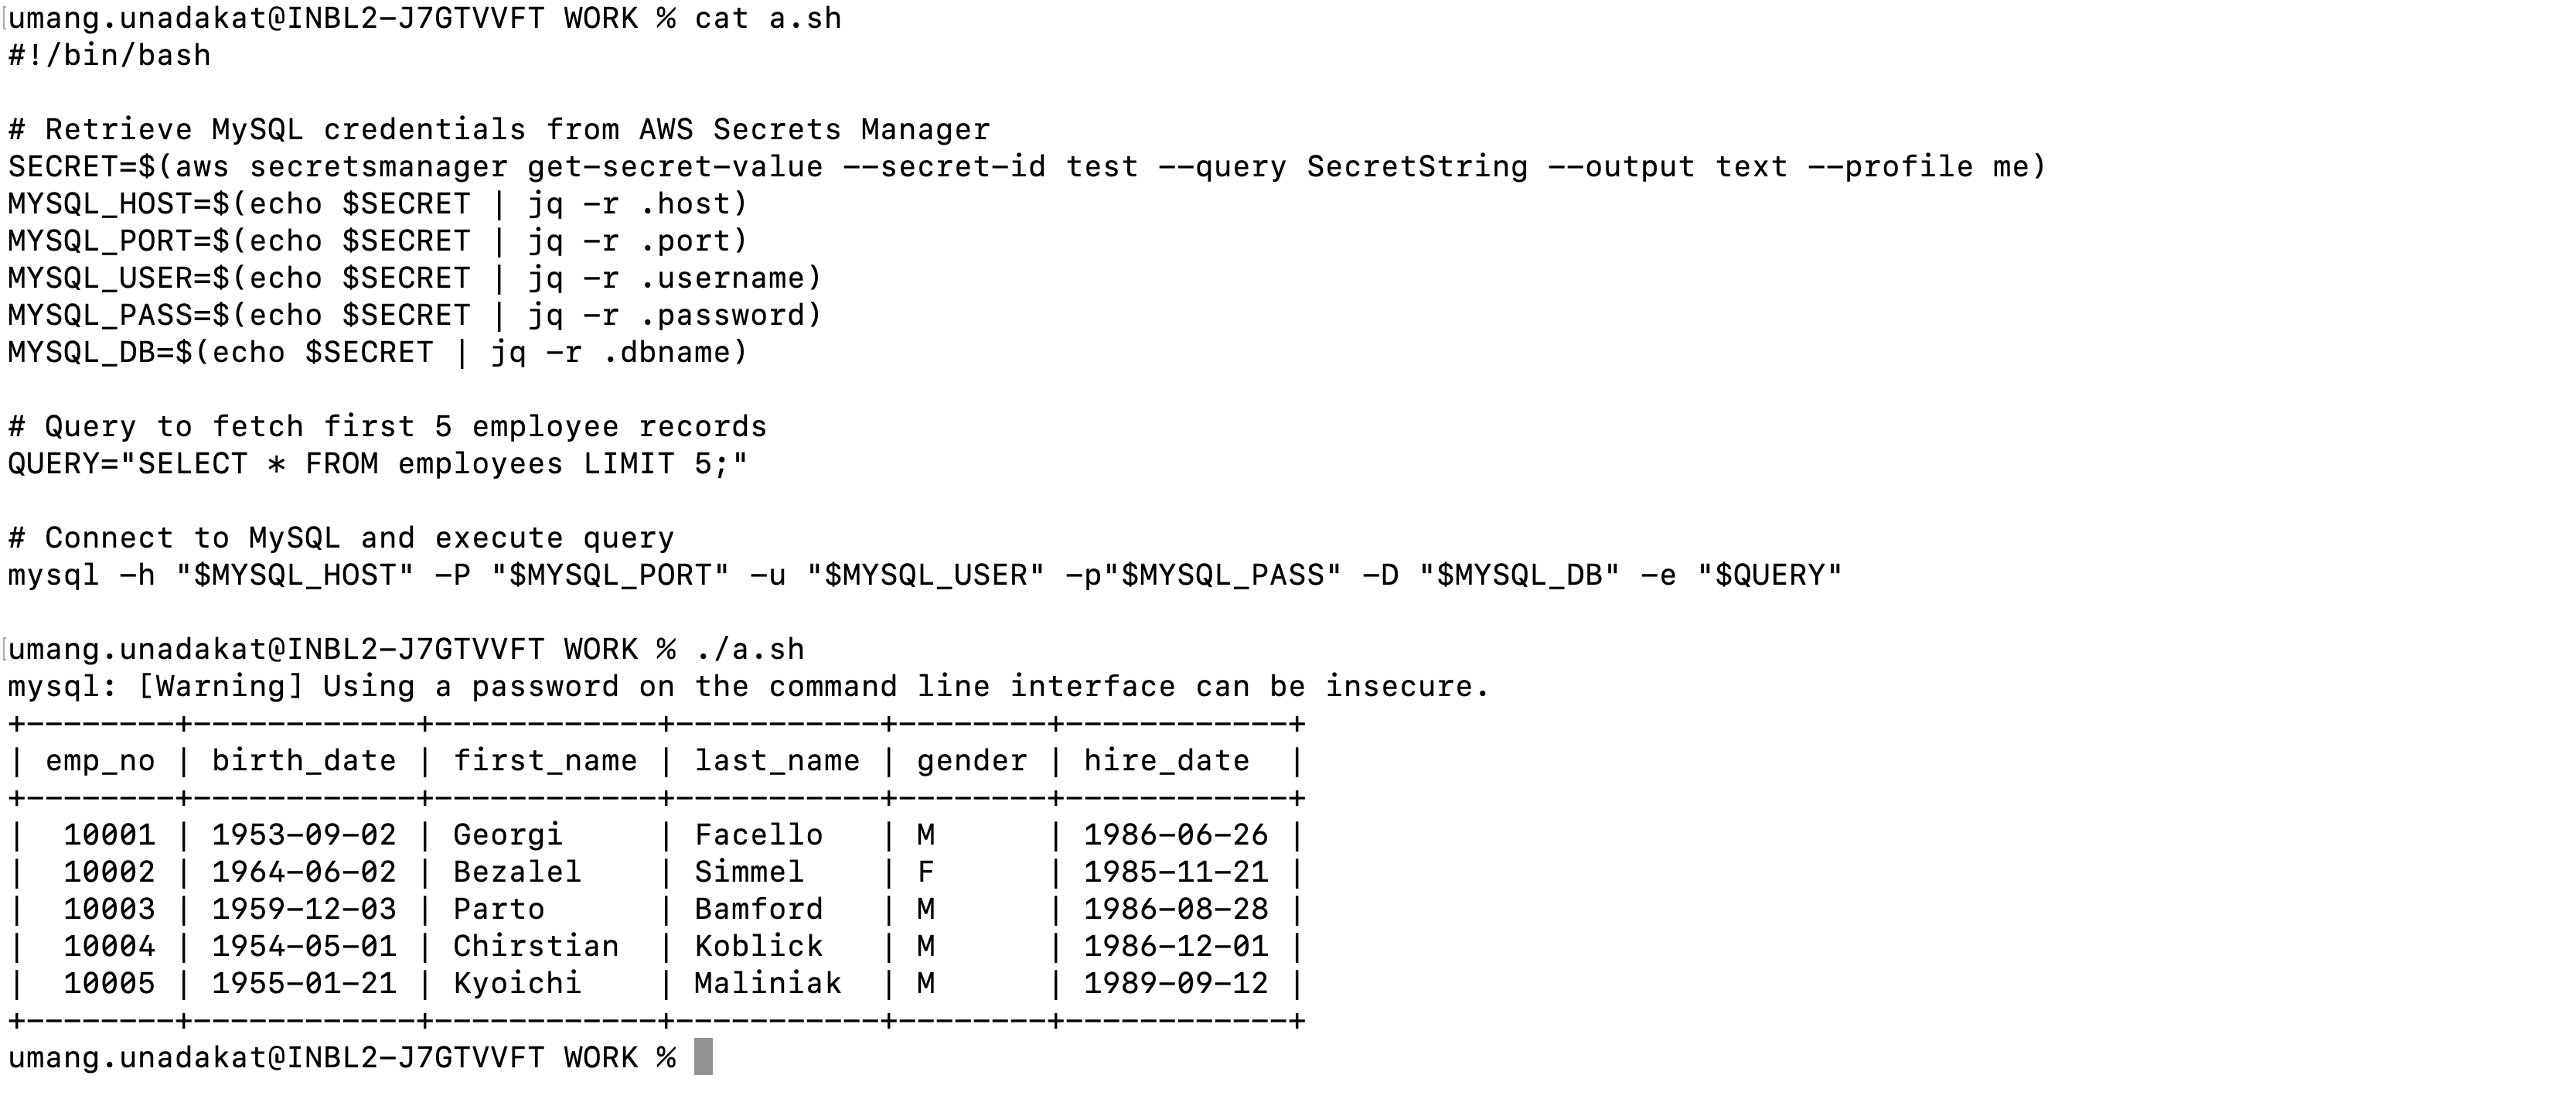 umang.unadakat@INBL2-J7GTVVFT WORK % cat a.sh
#!/bin/bash

# Retrieve MySQL credentials from AWS Secrets Manager
SECRET=$(aws secretsmanager get-secret-value --secret-id test --query SecretString --output text --profile me)
MYSQL_HOST=$(echo $SECRET | jq -r .host)
MYSQL_PORT=$(echo $SECRET | jq -r .port)
MYSQL_USER=$(echo $SECRET | jq -r .username)
MYSQL_PASS=$(echo $SECRET | jq -r .password)
MYSQL_DB=$(echo $SECRET | jq -r .dbname)

# Query to fetch first 5 employee records
QUERY="SELECT * FROM employees LIMIT 5;"

# Connect to MySQL and execute query
mysql -h "$MYSQL_HOST" -P "$MYSQL_PORT" -u "$MYSQL_USER" -p"$MYSQL_PASS" -D "$MYSQL_DB" -e "$QUERY"

umang.unadakat@INBL2-J7GTVVFT WORK % ./a.sh
mysql: [Warning] Using a password on the command line interface can be insecure.
+--------+------------+------------+-----------+--------+------------+
| emp_no | birth_date | first_name | last_name | gender | hire_date  |
+--------+------------+------------+-----------+--------+------------+
|  10001 | 1953-09-02 | Georgi     | Facello   | M      | 1986-06-26 |
|  10002 | 1964-06-02 | Bezalel    | Simmel    | F      | 1985-11-21 |
|  10003 | 1959-12-03 | Parto      | Bamford   | M      | 1986-08-28 |
|  10004 | 1954-05-01 | Chirstian  | Koblick   | M      | 1986-12-01 |
|  10005 | 1955-01-21 | Kyoichi    | Maliniak  | M      | 1989-09-12 |
+--------+------------+------------+-----------+--------+------------+
umang.unadakat@INBL2-J7GTVVFT WORK %